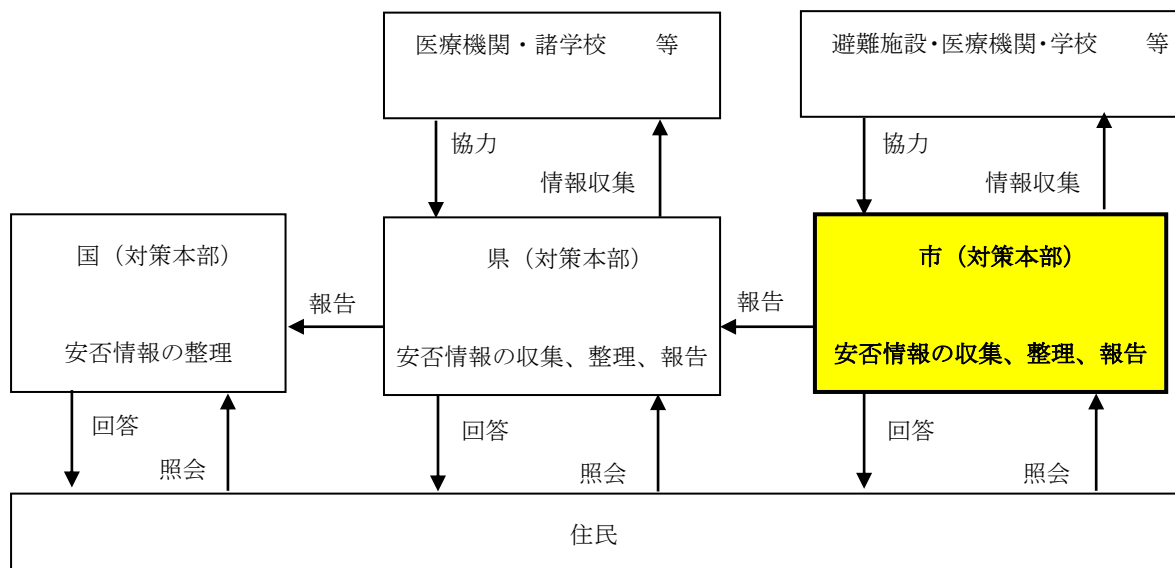 医療機関・諸学校　　等
避難施設・医療機関・学校　　等
協力
協力
情報収集
情報収集
国（対策本部）
県（対策本部）
市（対策本部）
報告
報告
安否情報の整理
安否情報の収集、整理、報告
安否情報の収集、整理、報告
回答
回答
回答
照会
照会
照会
住民